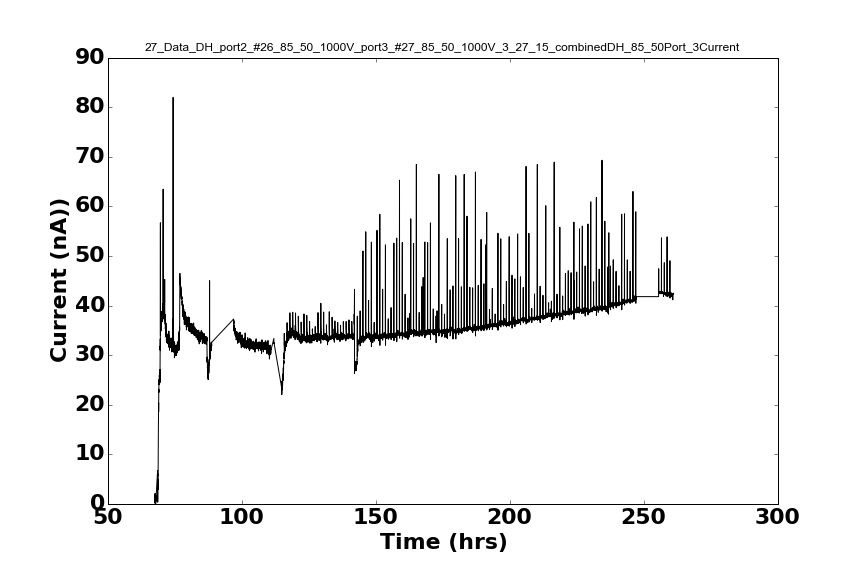 27_Data_DH_port2_#26_85_50_1000V_port3_#27_85_50_1000V_3_27_15_combinedDH_85_50Port_3Current
90
80
70
60
50
40
30
20
10
0
Current (nA))
50 100 150 200 250 300
Time (hrs)